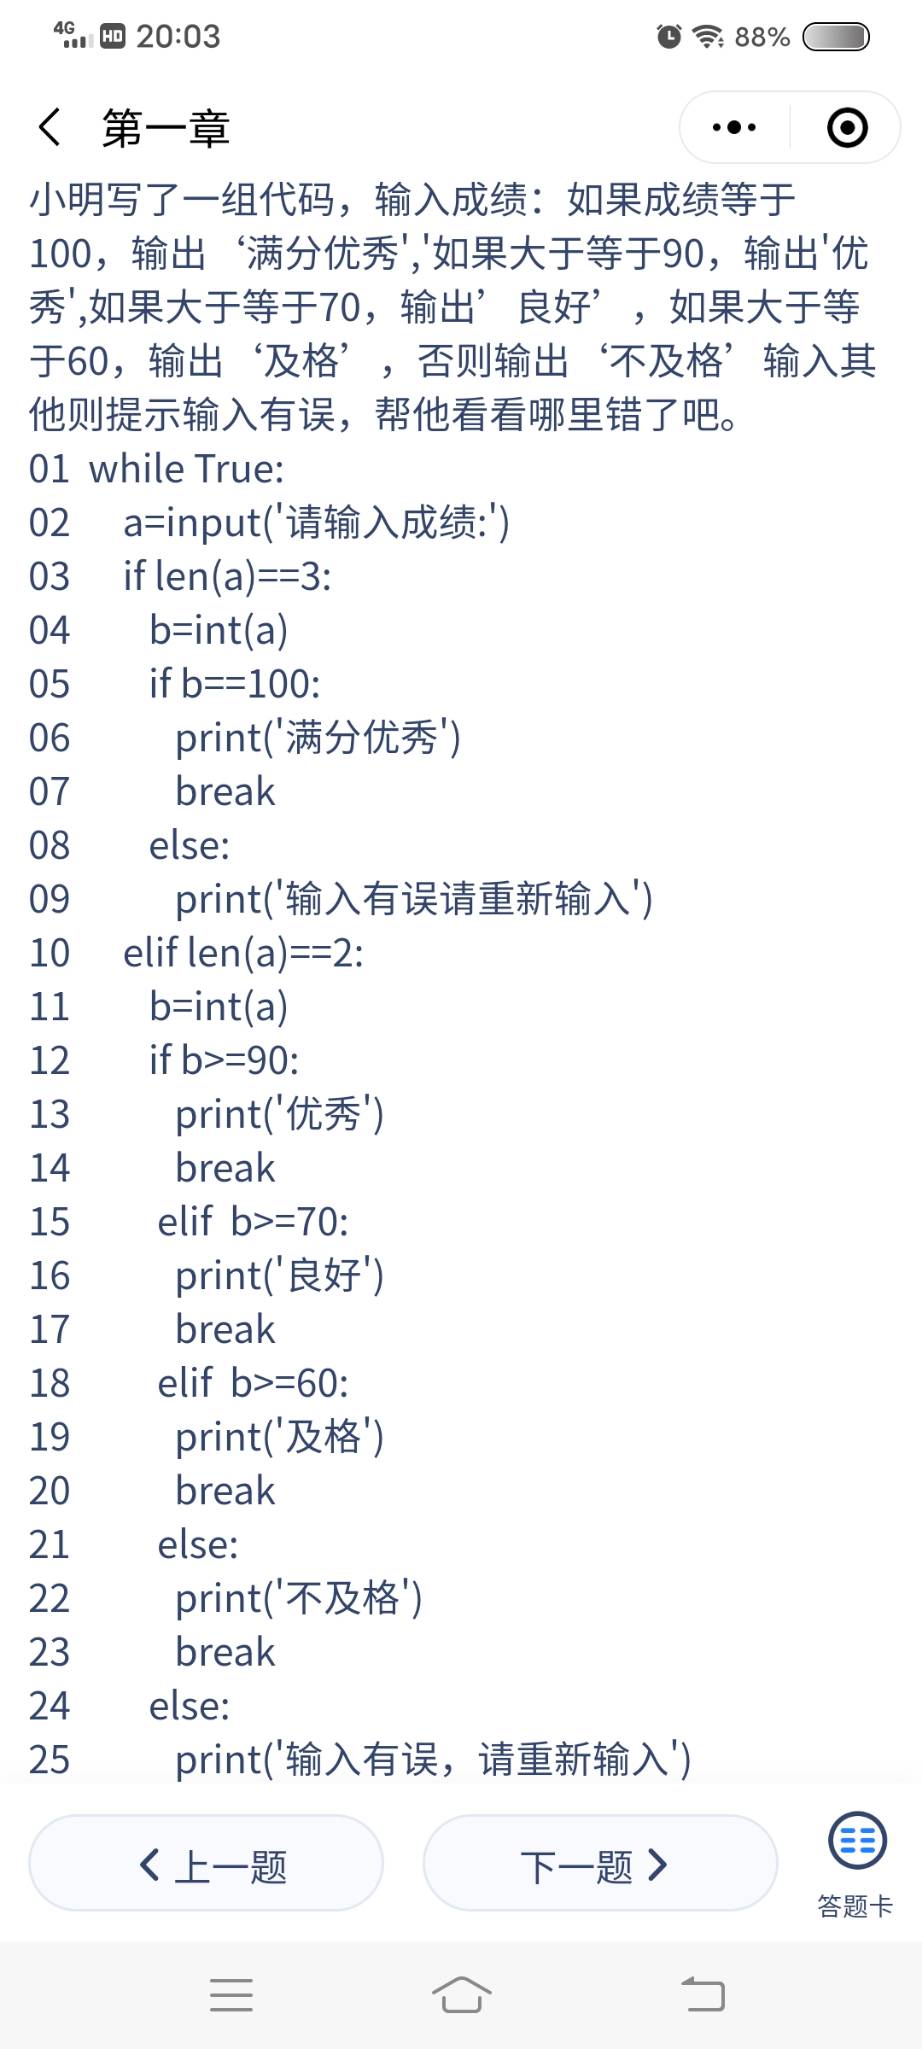 4G HD 20:03 88%
第一章
小明写了一组代码，输入成绩：如果成绩等于
100，输出‘满分优秀','如果大于等于90，输出'优
秀',如果大于等于70，输出’良好’，如果大于等
于60，输出‘及格’，否则输出‘不及格’输入其
他则提示输入有误，帮他看看哪里错了吧。
01 while True:
02 a=input('请输入成绩:')
03 if len(a)==3:
04 b=int(a)
05 if b==100:
06 print('满分优秀')
07 break
08 else:
09 print('输入有误请重新输入')
10 elif len(a)==2:
11 b=int(a)
12 if b>=90:
13 print('优秀')
14 break
15 elif b>=70:
16 print('良好')
17 break
18 elif b>=60:
19 print('及格')
20 break
21 else:
22 print('不及格')
23 break
24 else:
25 print('输入有误，请重新输入')
上一题 下一题
答题卡